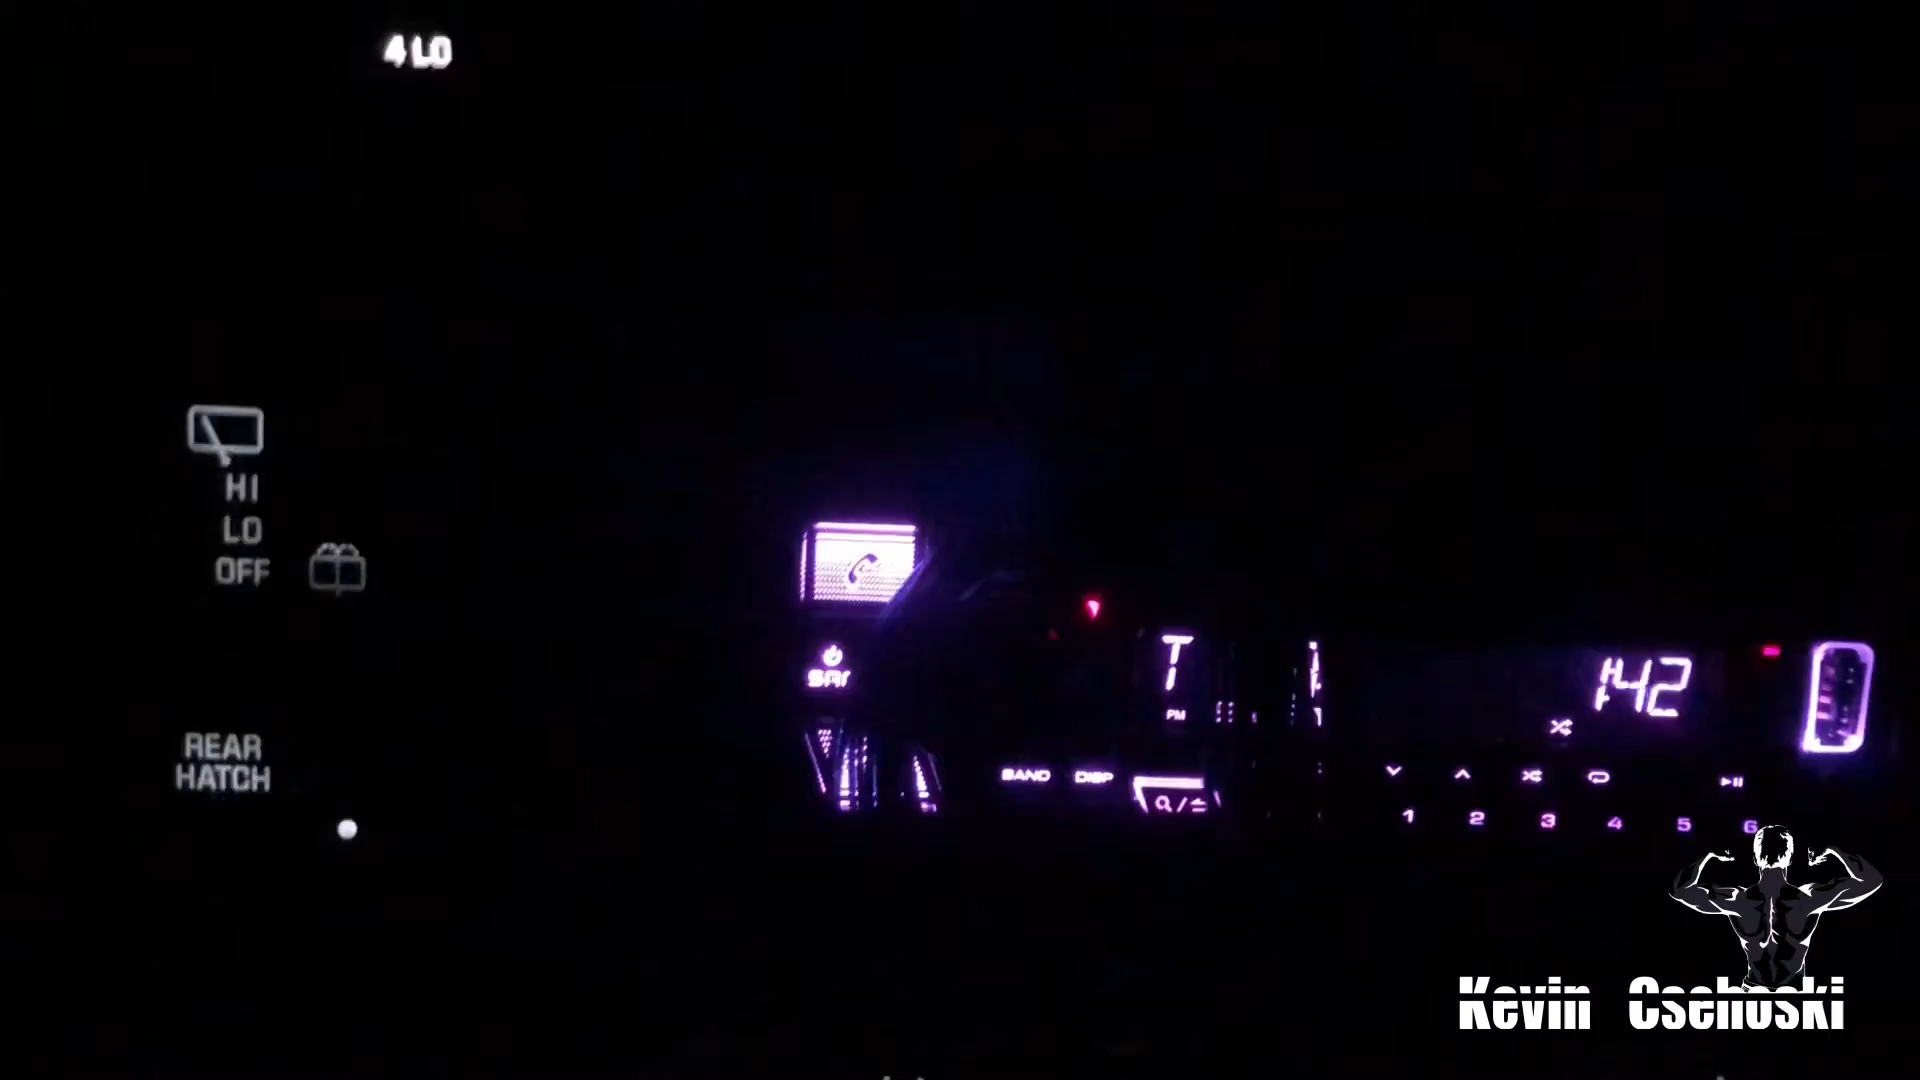 4 LO
HI
LO
OFF
REAR
HATCH
SRC
T
PM
1:42
BAND DISP
1 2 3 4 5 6
Kevin Csehoski